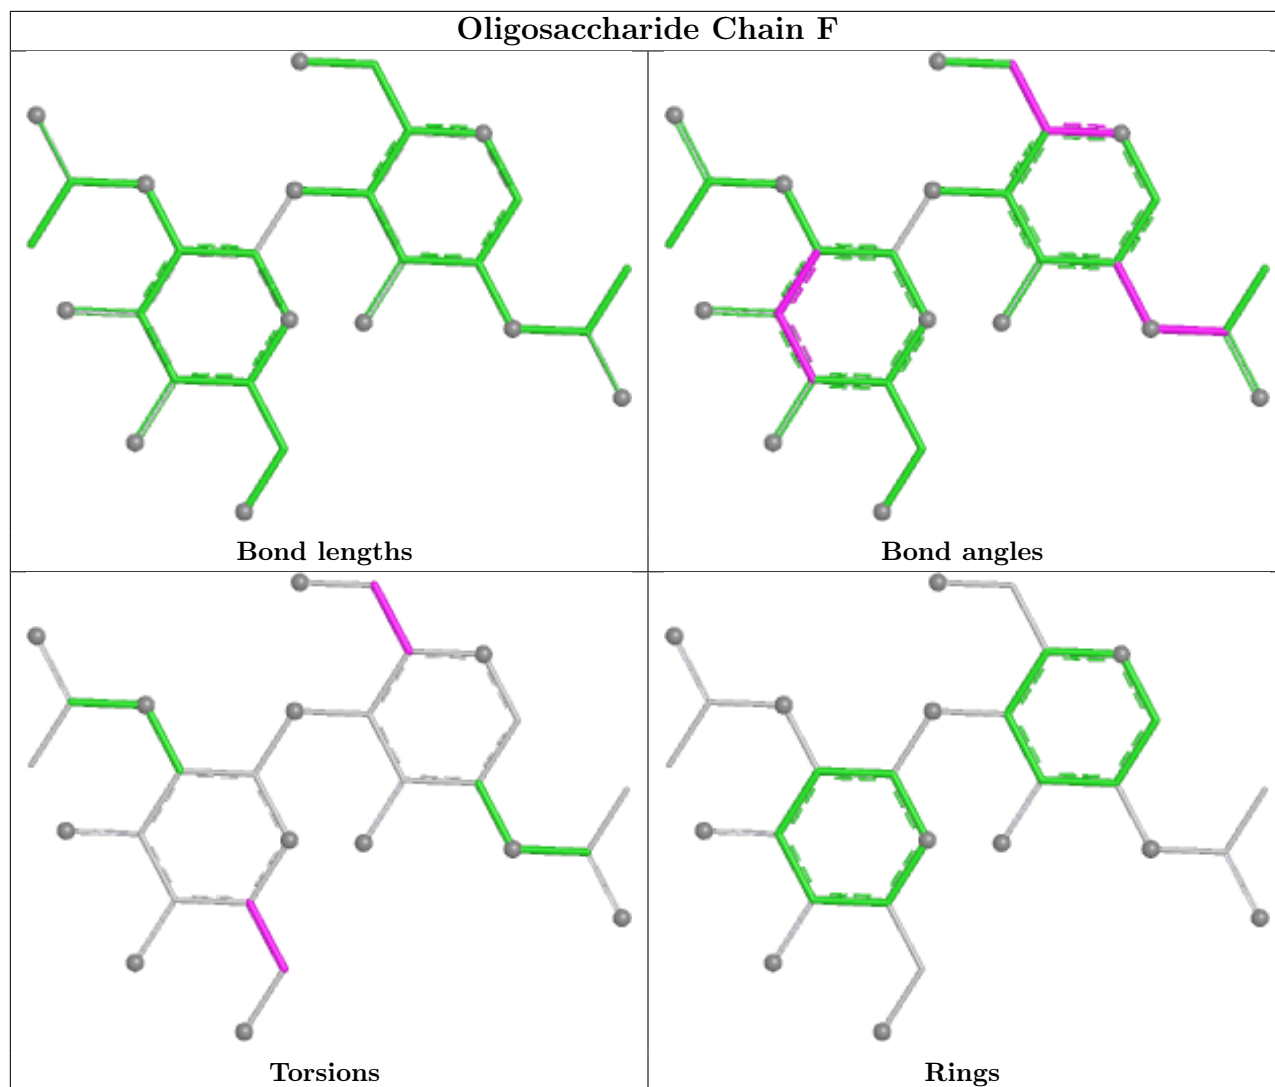 Oligosaccharide Chain F
Bond lengths
Bond angles
Torsions
Rings